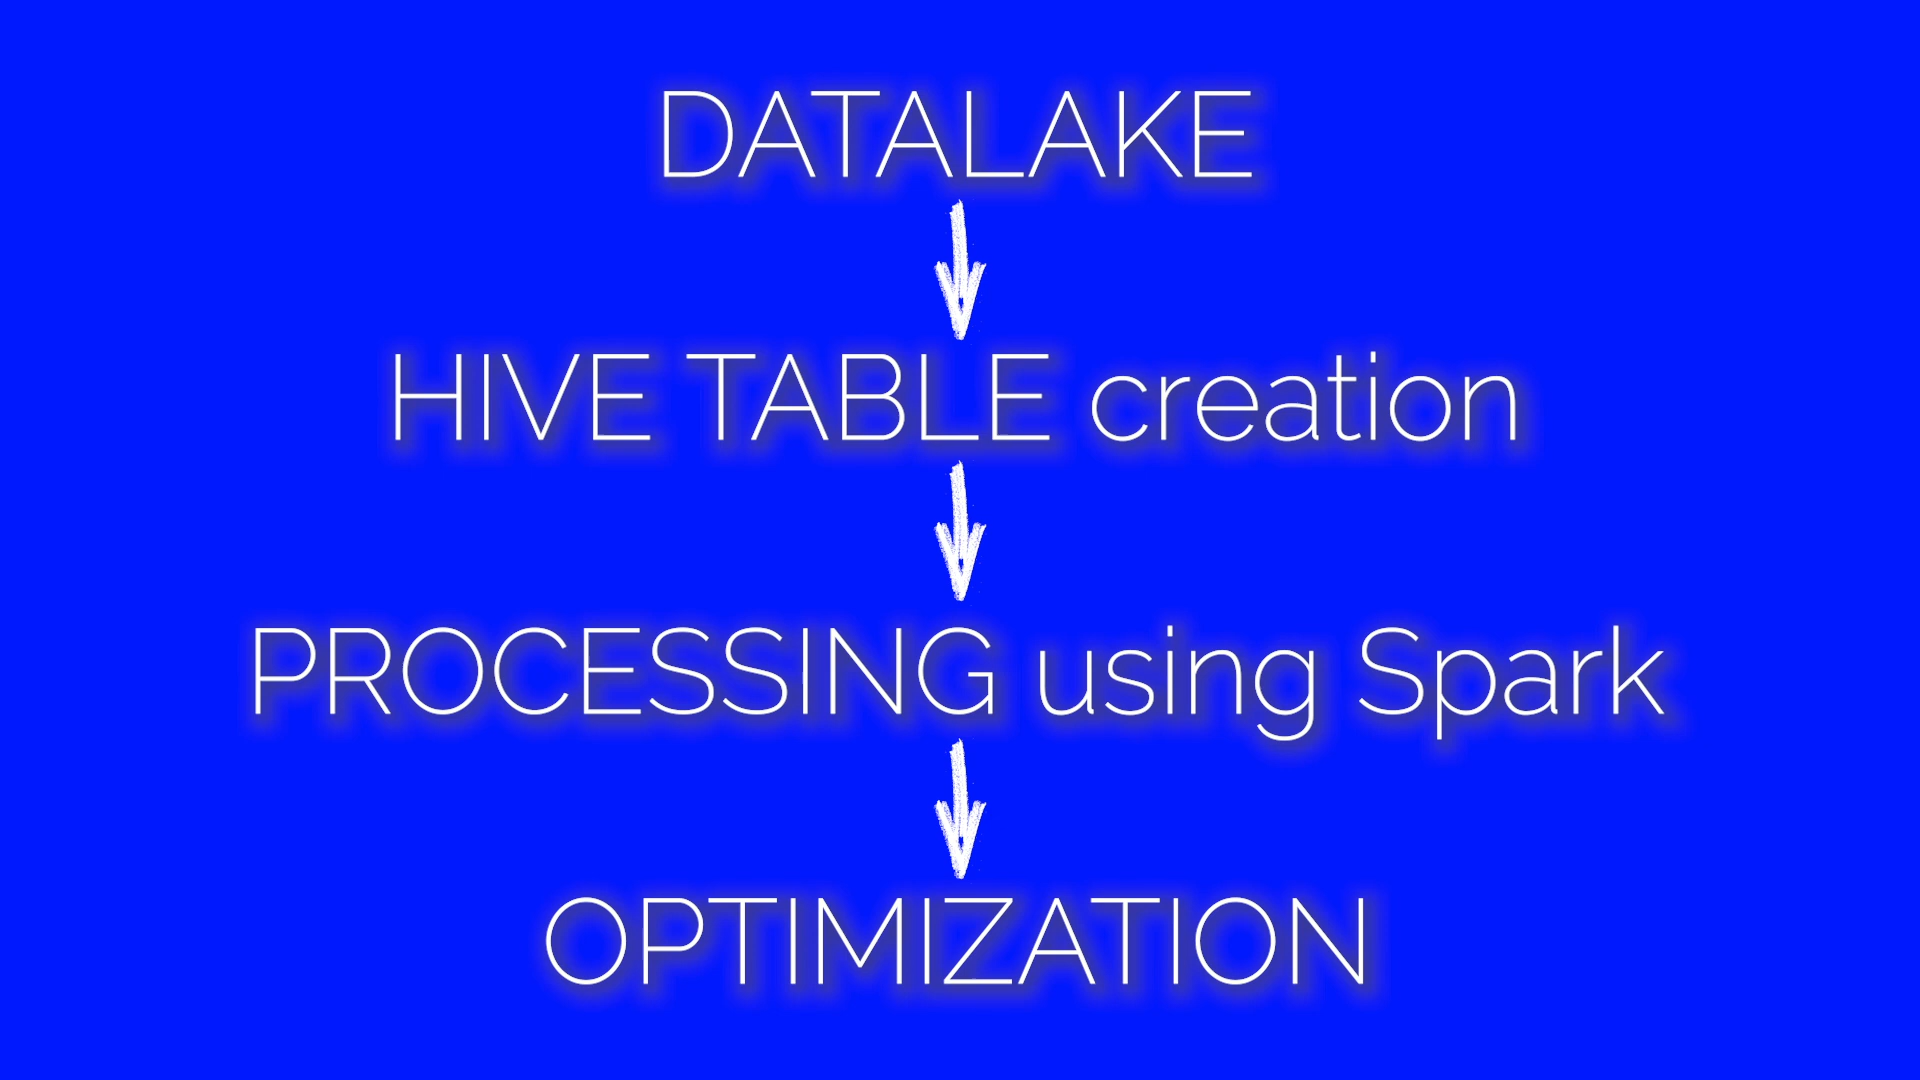 DATALAKE
HIVE TABLE creation
PROCESSING using Spark
OPTIMIZATION